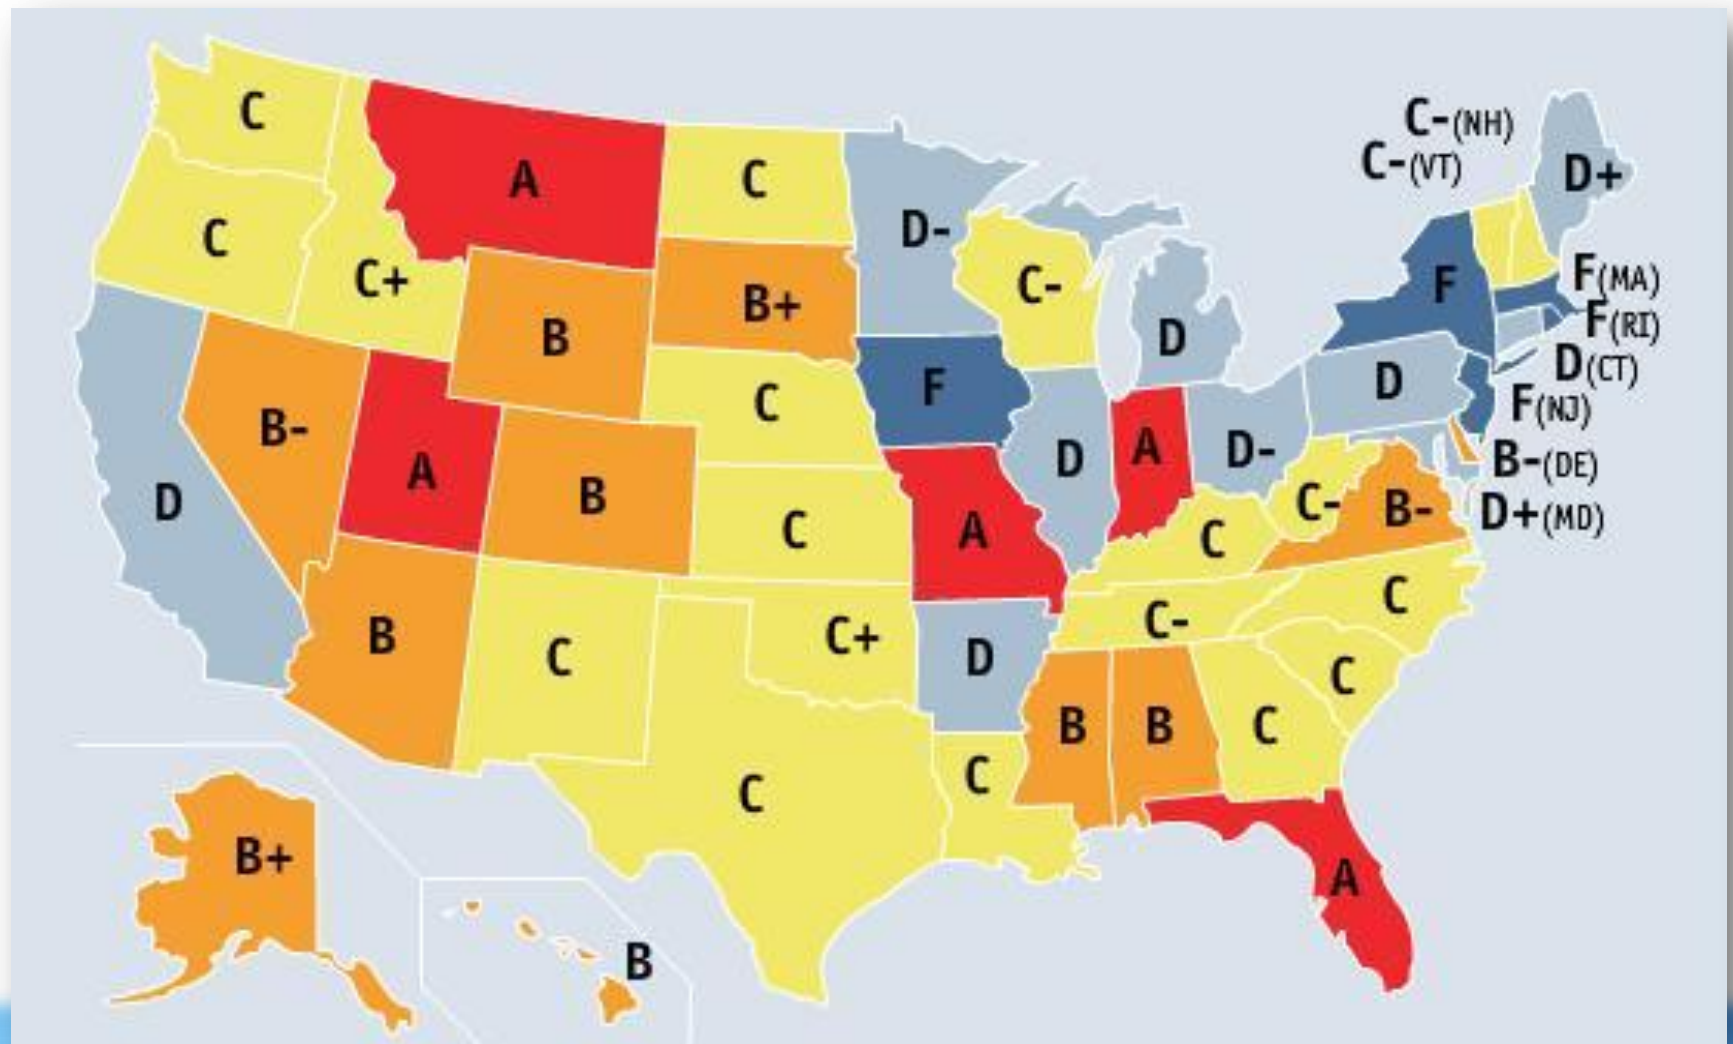 C
C-(NH)
C-(VT)
D+
A
C
D-
C
C+
C-
F
F(MA)
B
B+
D
F(RI)
D(CT)
D
F
C
D
F(NJ)
B-
A
B
D
A
D-
B-(DE)
D
C
A
C
C-
B-
D+(MD)
B
C
C+
D
C-
C
C
B
B
C
C
C
B+
A
B